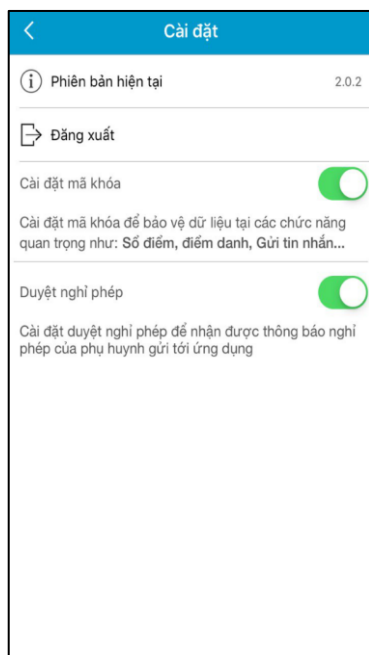 Cài đặt
Phiên bản hiện tại 2.0.2
Đăng xuất
Cài đặt mã khóa
Cài đặt mã khóa để bảo vệ dữ liệu tại các chức năng
quan trọng như: Sổ điểm, điểm danh, Gửi tin nhắn...
Duyệt nghỉ phép
Cài đặt duyệt nghỉ phép để nhận được thông báo nghỉ
phép của phụ huynh gửi tới ứng dụng